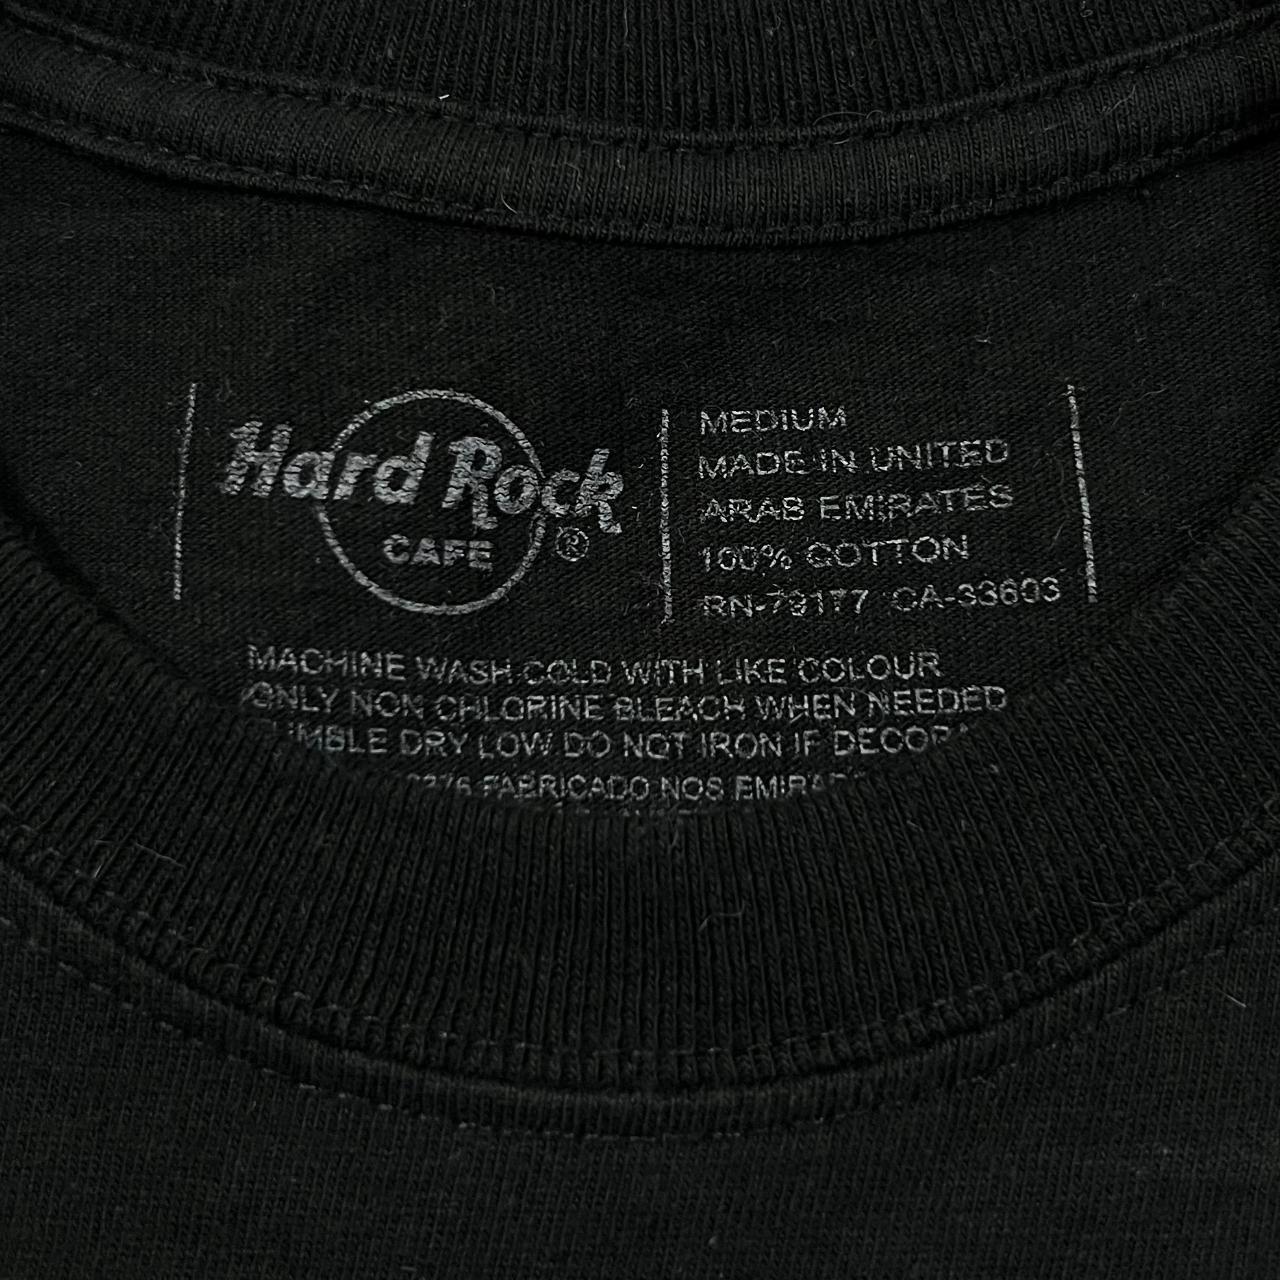 Hard Rock
CAFE
®
MEDIUM
MADE IN UNITED
ARAB EMIRATES
100% COTTON
RN-79177 CA-33603
MACHINE WASH COLD WITH LIKE COLOUR
ONLY NON CHLORINE BLEACH WHEN NEEDED
DRY LOW DO NOT IRON IF
FABRICADO NOS